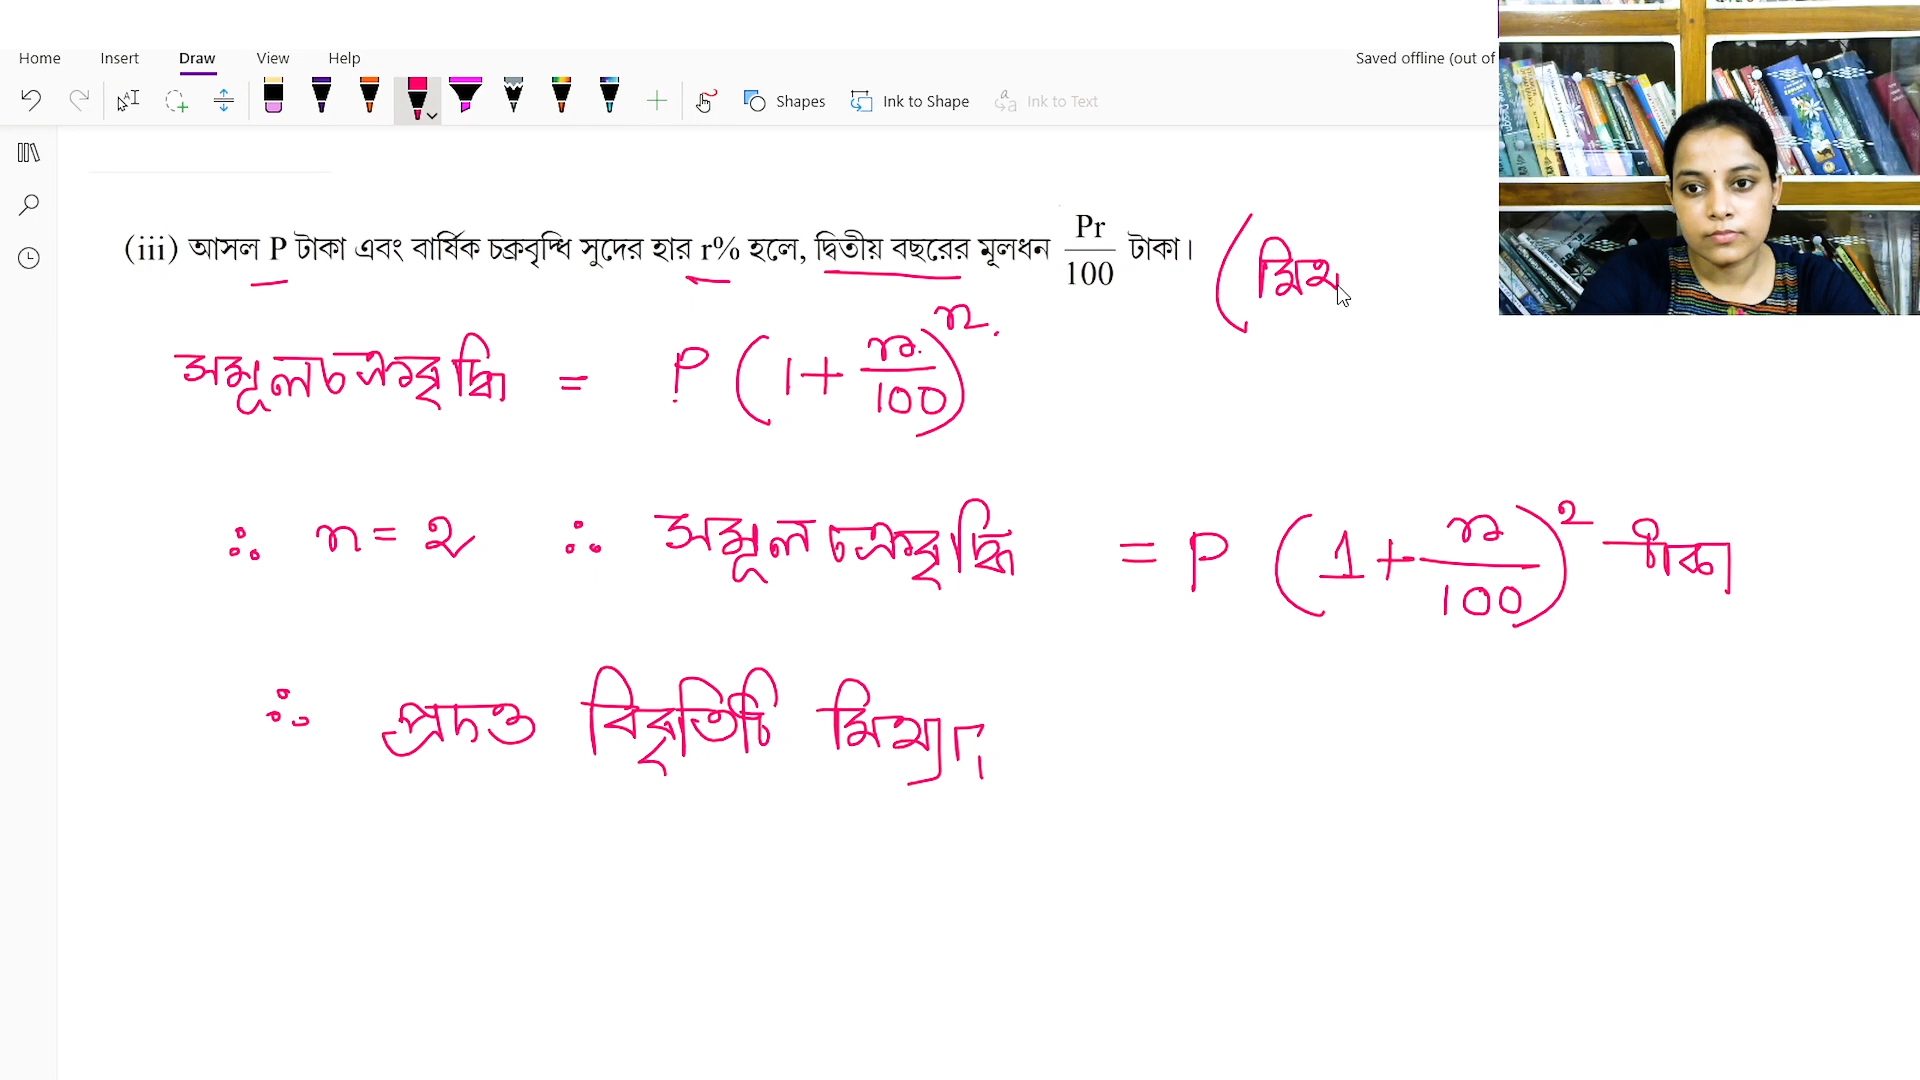 Home Insert Draw View Help Saved offline (out of
Shapes Ink to Shape Ink to Text
(iii) আসল P টাকা এবং বার্ষিক চক্রবৃদ্ধি সুদের হার r% হলে, দ্বিতীয় বছরের মূলধন Pr/100 টাকা। (মিথ
সমূলচক্রবৃদ্ধি = P (1 + r/100)^n
∴ n = 2 ∴ সমূলচক্রবৃদ্ধি = P (1 + r/100)^2 টাকা
∴ প্রদত্ত বিবৃতিটি মিথ্যা।